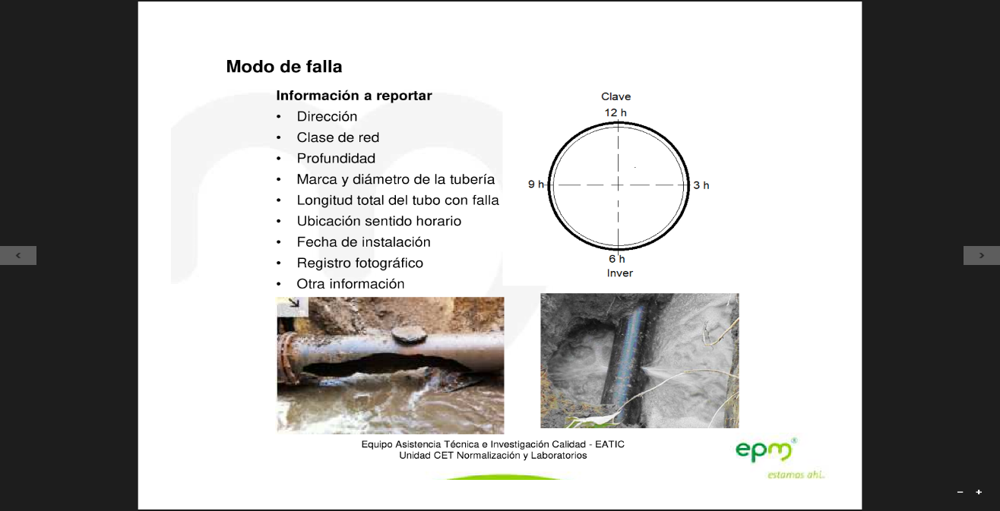 Modo de falla
Información a reportar
• Dirección
• Clase de red
• Profundidad
• Marca y diámetro de la tubería
• Longitud total del tubo con falla
• Ubicación sentido horario
• Fecha de instalación
• Registro fotográfico
• Otra información
Clave
12 h
9 h
3 h
6 h
Inver
Equipo Asistencia Técnica e Investigación Calidad - EATIC
Unidad CET Normalización y Laboratorios
epm®
estamos ahí.